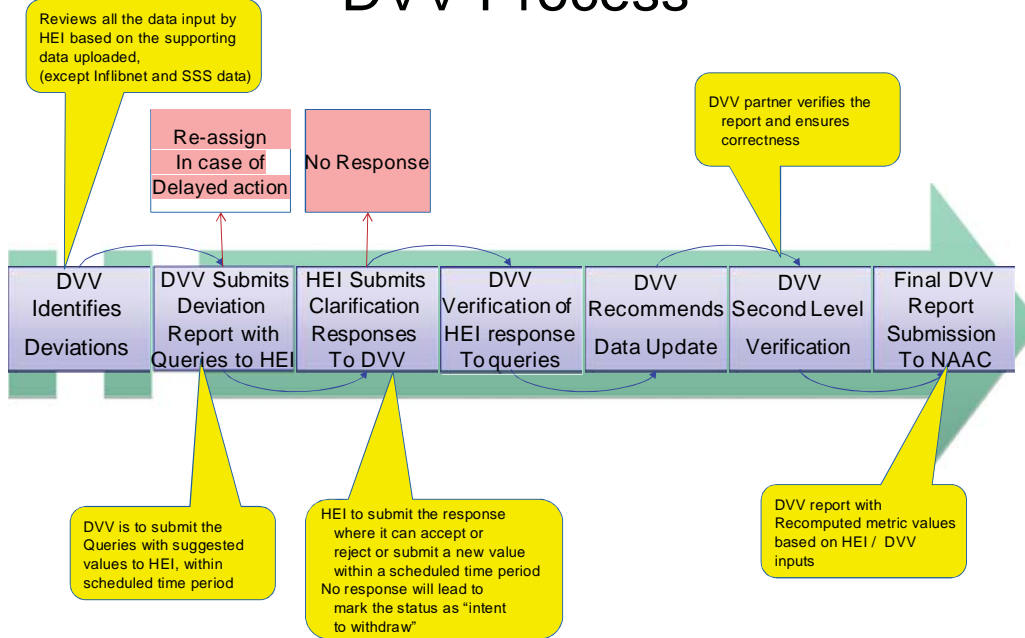 DVV Process
Reviews all the data input by
HEI based on the supporting
data uploaded,
(except Inflibnet and SSS data)
Re-assign
In case of
Delayed action
No Response
DVV partner verifies the
report and ensures
correctness
DVV
Identifies
Deviations
DVV Submits
Deviation
Report with
Queries to HEI
HEI Submits
Clarification
Responses
To DVV
DVV
Verification of
HEI response
To queries
DVV
Recommends
Data Update
DVV
Second Level
Verification
Final DVV
Report
Submission
To NAAC
DVV is to submit the
Queries with suggested
values to HEI, within
scheduled time period
HEI to submit the response
where it can accept or
reject or submit a new value
within a scheduled time period
No response will lead to
mark the status as “intent
to withdraw”
DVV report with
Recomputed metric values
based on HEI / DVV
inputs